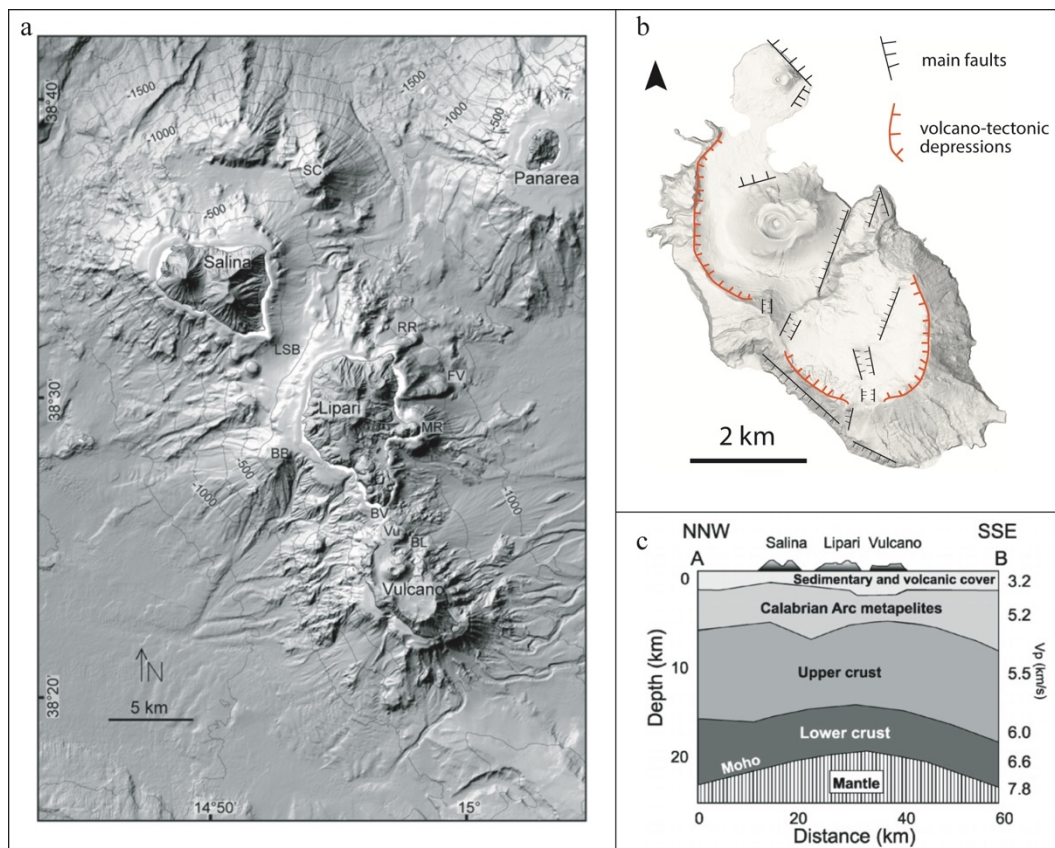 a
38°40'
38°30'
38°20'
-1500
-1000
-500
-1500
-1000
-500
SC
Panarea
-500
Salina
LSB
RR
FV
Lipari
MR
BB
-500
-1000
-1000
BV
Vu
BL
Vulcano
N
5 km
14°50'
15°
b
main faults
volcano-tectonic
depressions
2 km
c
NNW
SSE
A
Salina
Lipari
Vulcano
B
0
Sedimentary and volcanic cover
3.2
Calabrian Arc metapelites
5.2
Depth (km)
10
Upper crust
5.5
Vp (km/s)
Lower crust
6.0
20
Moho
6.6
Mantle
7.8
0
20
40
60
Distance (km)